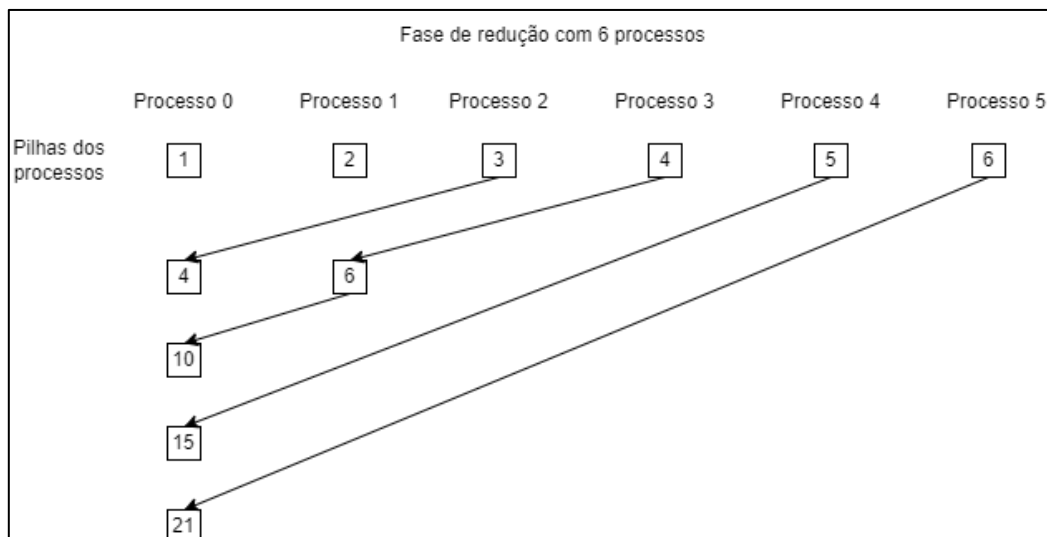 Fase de redução com 6 processos
Processo 0 Processo 1 Processo 2 Processo 3 Processo 4 Processo 5
Pilhas dos
processos
1 2 3 4 5 6
4 6
10
15
21